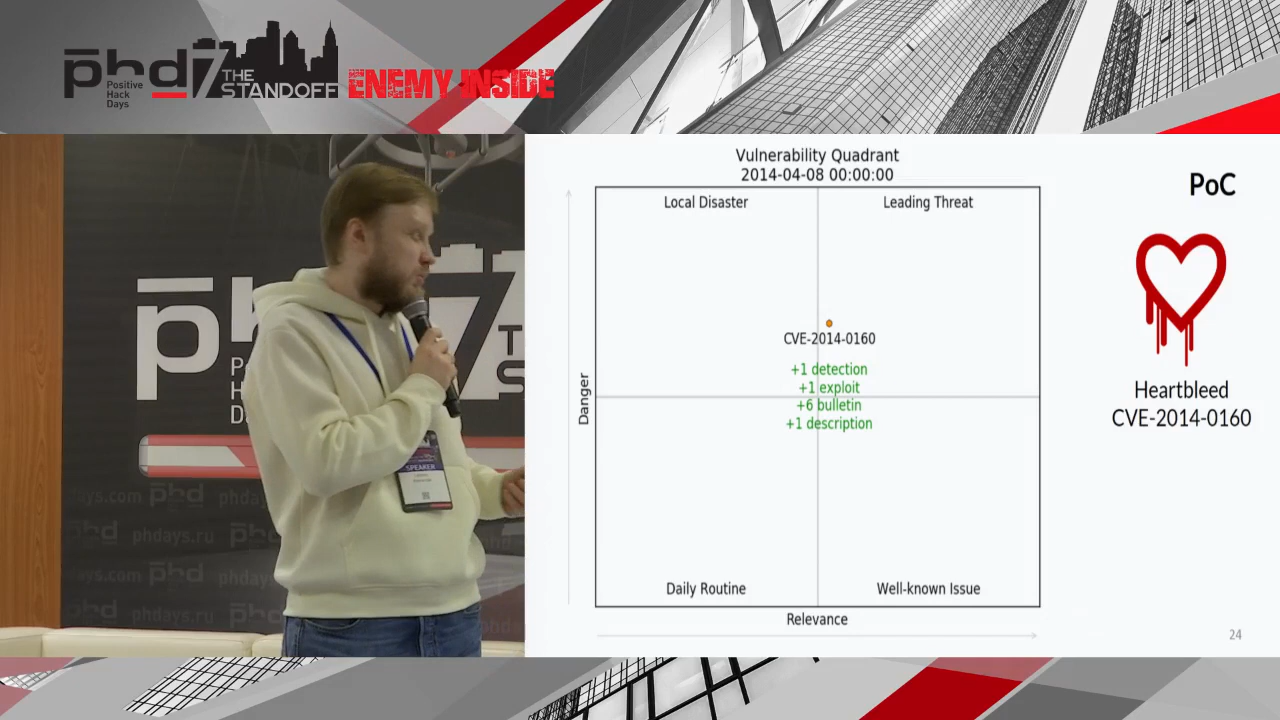 phd7
Positive
Hack
Days
THE
STANDOFF
ENEMY INSIDE
Vulnerability Quadrant
2014-04-08 00:00:00
Local Disaster
Leading Threat
CVE-2014-0160
+1 detection
+1 exploit
+6 bulletin
+1 description
Danger
Daily Routine
Well-known Issue
Relevance
PoC
Heartbleed
CVE-2014-0160
24
SPEAKER
phdays.ru
phd
phdays.ru